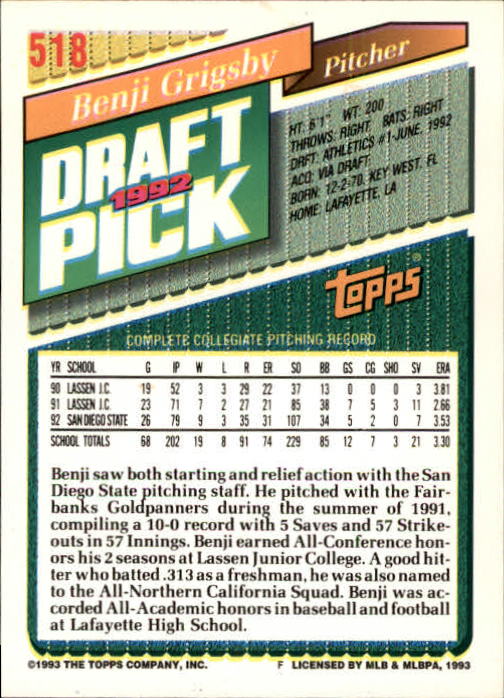 518
Benji Grigsby
Pitcher
DRAFT
1992
PICK
HT: 6'1" WT: 200
THROWS: RIGHT BATS: RIGHT
DRFT: ATHLETICS #1-JUNE, 1992
ACQ: VIA DRAFT
BORN: 12-2-70, KEY WEST, FL
HOME: LAFAYETTE, LA
TOPPS®
COMPLETE COLLEGIATE PITCHING RECORD
YR SCHOOL G IP W L R ER SO BB GS CG SHO SV ERA
90 LASSEN J.C. 19 52 3 3 29 22 37 13 0 0 0 3 3.81
91 LASSEN J.C. 23 71 7 2 27 21 85 38 7 5 3 11 2.66
92 SAN DIEGO STATE 26 79 9 3 35 31 107 34 5 2 0 7 3.53
SCHOOL TOTALS 68 202 19 8 91 74 229 85 12 7 3 21 3.30
Benji saw both starting and relief action with the San
Diego State pitching staff. He pitched with the Fair-
banks Goldpanners during the summer of 1991,
compiling a 10-0 record with 5 Saves and 57 Strike-
outs in 57 Innings. Benji earned All-Conference hon-
ors his 2 seasons at Lassen Junior College. A good hit-
ter who batted .313 as a freshman, he was also named
to the All-Northern California Squad. Benji was ac-
corded All-Academic honors in baseball and football
at Lafayette High School.
©1993 THE TOPPS COMPANY, INC. F LICENSED BY MLB & MLBPA, 1993